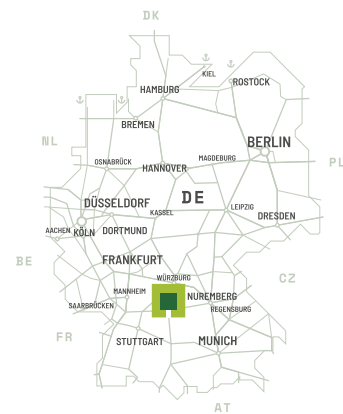 DK
KIEL
ROSTOCK
HAMBURG
BREMEN
NL
BERLIN
OSNABRÜCK
MAGDEBURG
PL
HANNOVER
DE
DÜSSELDORF
KASSEL
LEIPZIG
DRESDEN
AACHEN
KÖLN
DORTMUND
BE
FRANKFURT
WÜRZBURG
CZ
MANNHEIM
NUREMBERG
SAARBRÜCKEN
REGENSBURG
FR
STUTTGART
MUNICH
AT